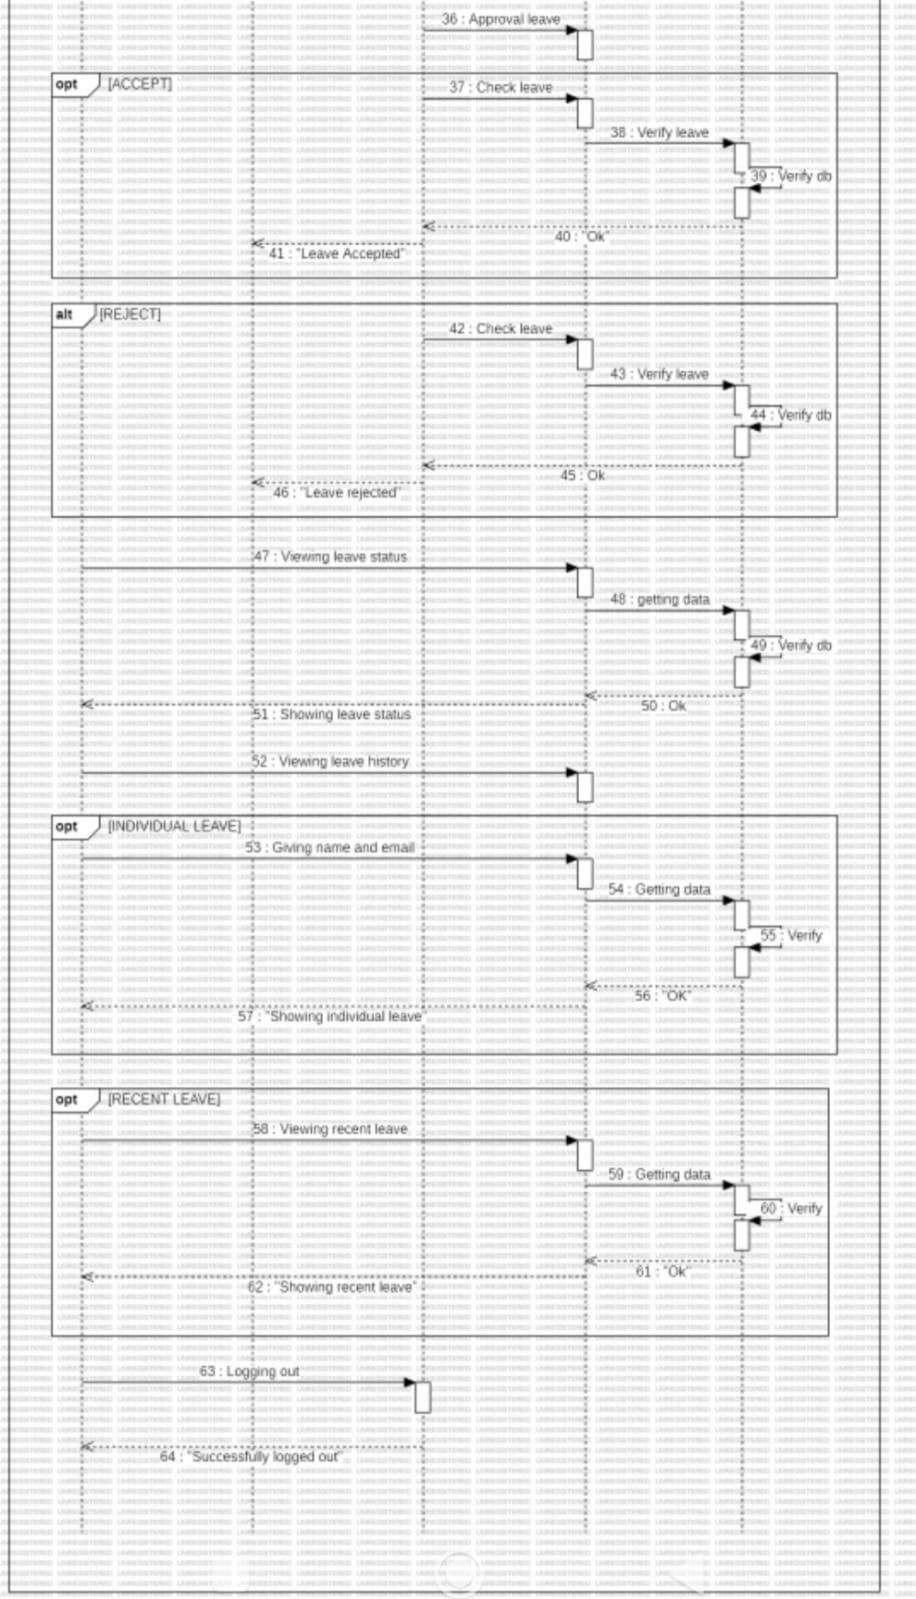 36 : Approval leave
opt [ACCEPT]
37 : Check leave
38 : Verify leave
39 : Verify db
40 : "Ok"
41 : "Leave Accepted"
alt [REJECT]
42 : Check leave
43 : Verify leave
44 : Verify db
45 : Ok
46 : "Leave rejected"
47 : Viewing leave status
48 : getting data
49 : Verify db
50 : Ok
51 : Showing leave status
52 : Viewing leave history
opt [INDIVIDUAL LEAVE]
53 : Giving name and email
54 : Getting data
55 : Verify
56 : "OK"
57 : "Showing individual leave"
opt [RECENT LEAVE]
58 : Viewing recent leave
59 : Getting data
60 : Verify
61 : "Ok"
62 : "Showing recent leave"
63 : Logging out
64 : "Successfully logged out"